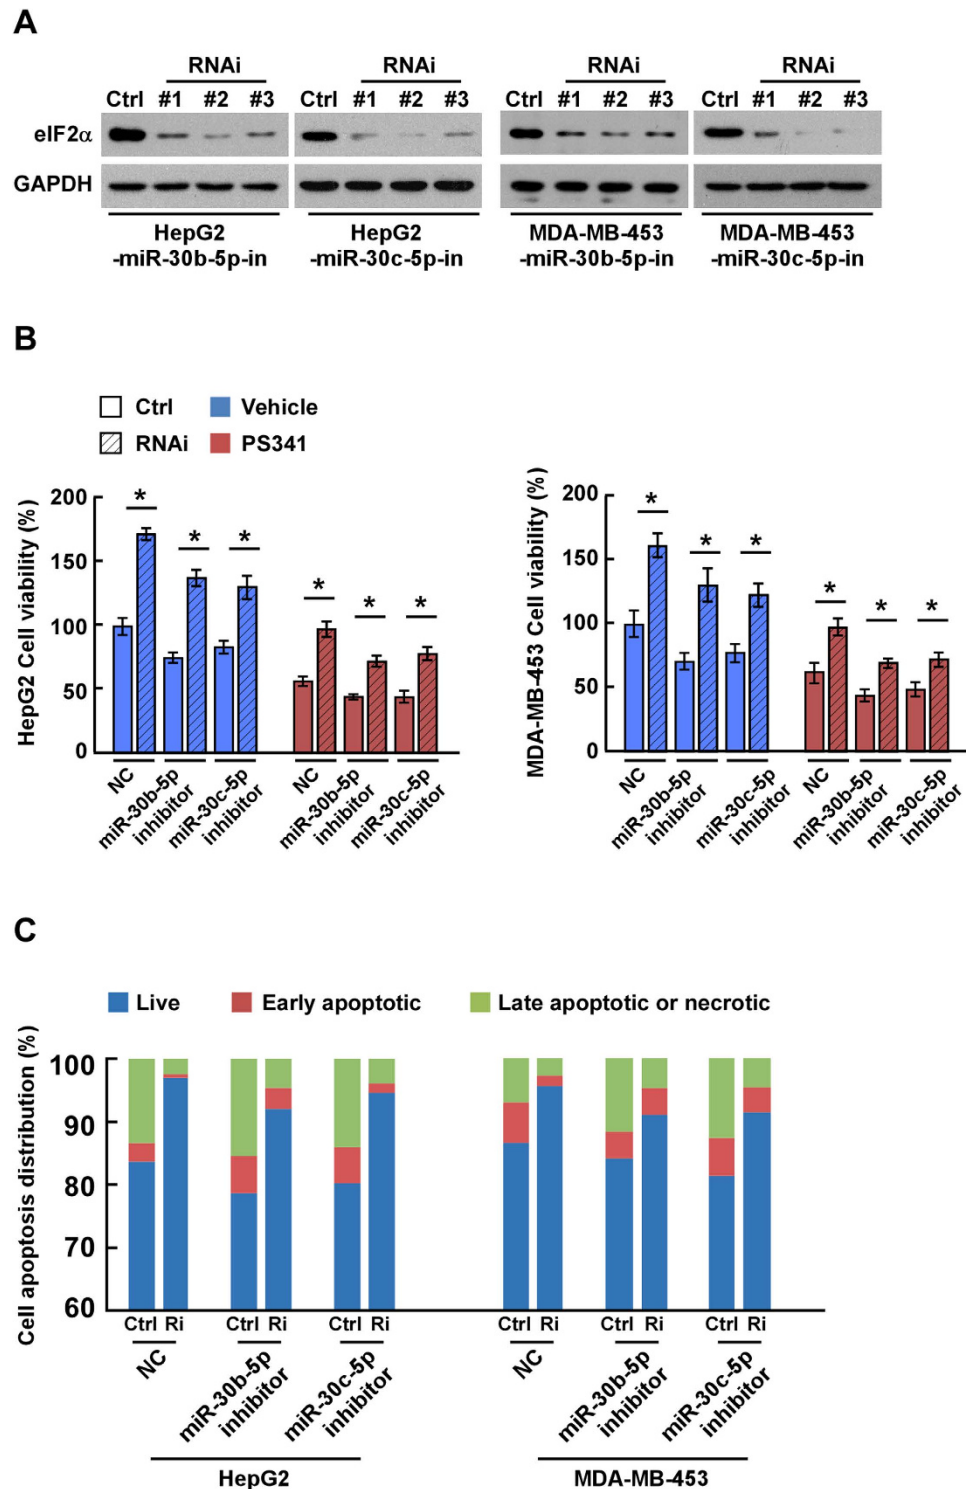 A
RNAi RNAi RNAi RNAi
Ctrl #1 #2 #3 Ctrl #1 #2 #3 Ctrl #1 #2 #3 Ctrl #1 #2 #3
eIF2α
GAPDH
HepG2 HepG2 MDA-MB-453 MDA-MB-453
-miR-30b-5p-in -miR-30c-5p-in -miR-30b-5p-in -miR-30c-5p-in
B
Ctrl Vehicle
RNAi PS341
HepG2 Cell viability (%)
200
150
100
50
0
* * * * * *
NC
miR-30b-5p
inhibitor
miR-30c-5p
inhibitor
NC
miR-30b-5p
inhibitor
miR-30c-5p
inhibitor
MDA-MB-453 Cell viability (%)
200
150
100
50
0
* * * * * *
NC
miR-30b-5p
inhibitor
miR-30c-5p
inhibitor
NC
miR-30b-5p
inhibitor
miR-30c-5p
inhibitor
C
Live Early apoptotic Late apoptotic or necrotic
Cell apoptosis distribution (%)
100
90
80
70
60
Ctrl Ri Ctrl Ri Ctrl Ri Ctrl Ri Ctrl Ri Ctrl Ri
NC
miR-30b-5p
inhibitor
miR-30c-5p
inhibitor
NC
miR-30b-5p
inhibitor
miR-30c-5p
inhibitor
HepG2 MDA-MB-453